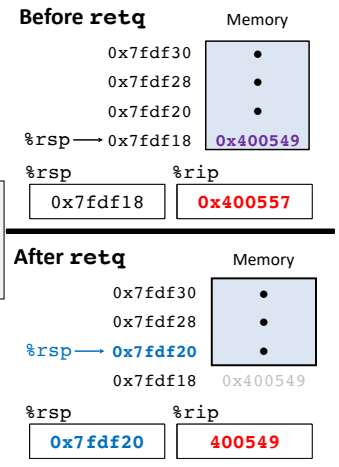 Before retq Memory
0x7fdf30 •
0x7fdf28 •
0x7fdf20 •
%rsp → 0x7fdf18 0x400549
%rsp %rip
0x7fdf18 0x400557
After retq Memory
0x7fdf30 •
0x7fdf28 •
%rsp → 0x7fdf20 •
0x7fdf18 0x400549
%rsp %rip
0x7fdf20 400549